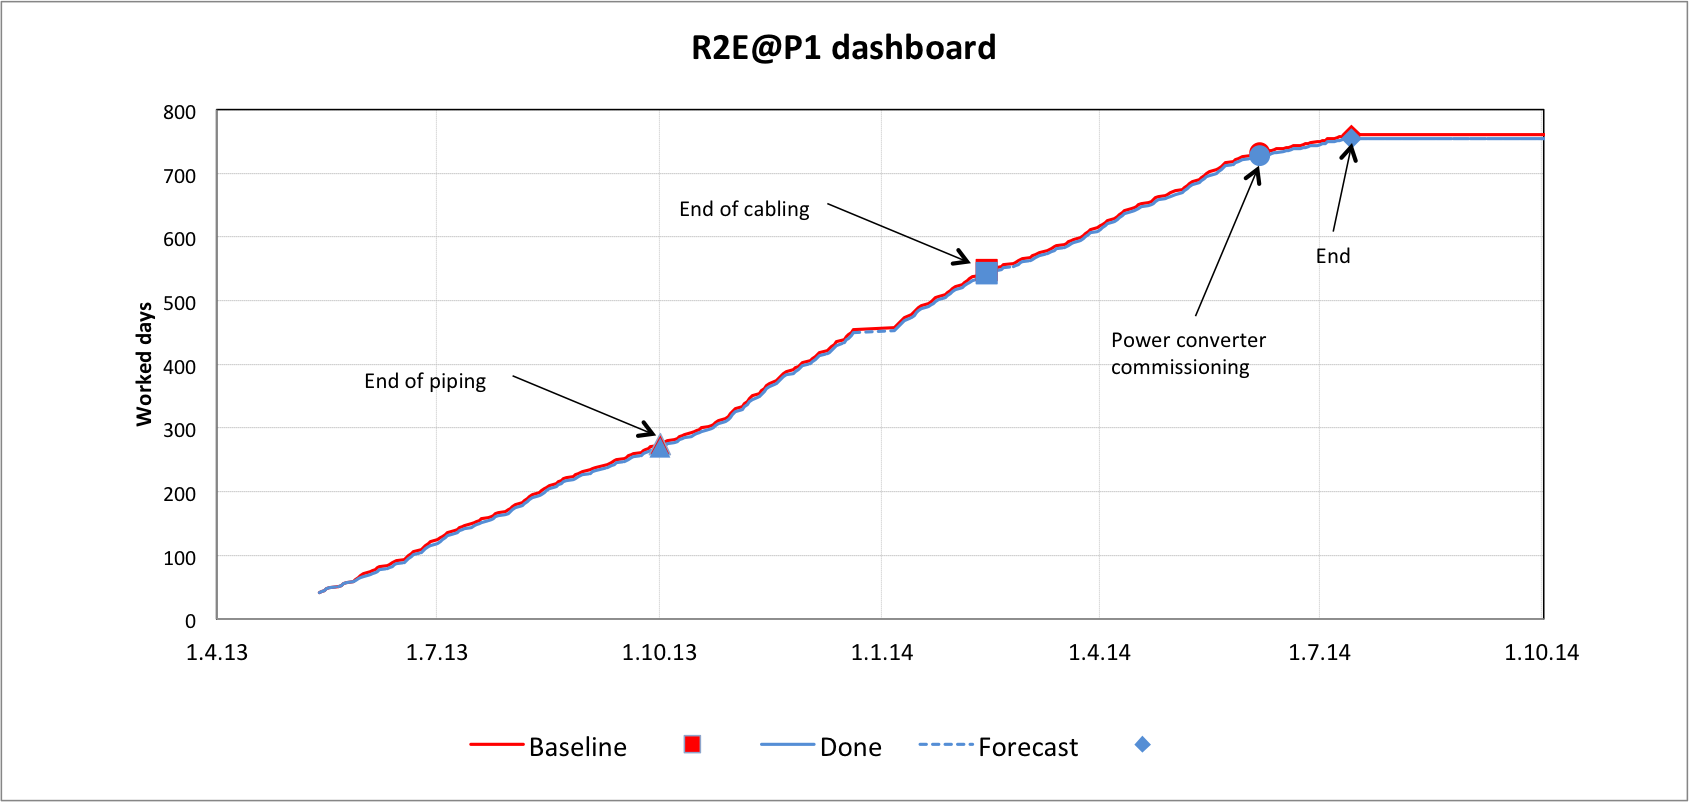 R2E@P1 dashboard
800
700
600
500
400
300
200
100
0
Worked days
End of cabling
End
Power converter
commissioning
End of piping
1.4.13
1.7.13
1.10.13
1.1.14
1.4.14
1.7.14
1.10.14
Baseline
Done
Forecast